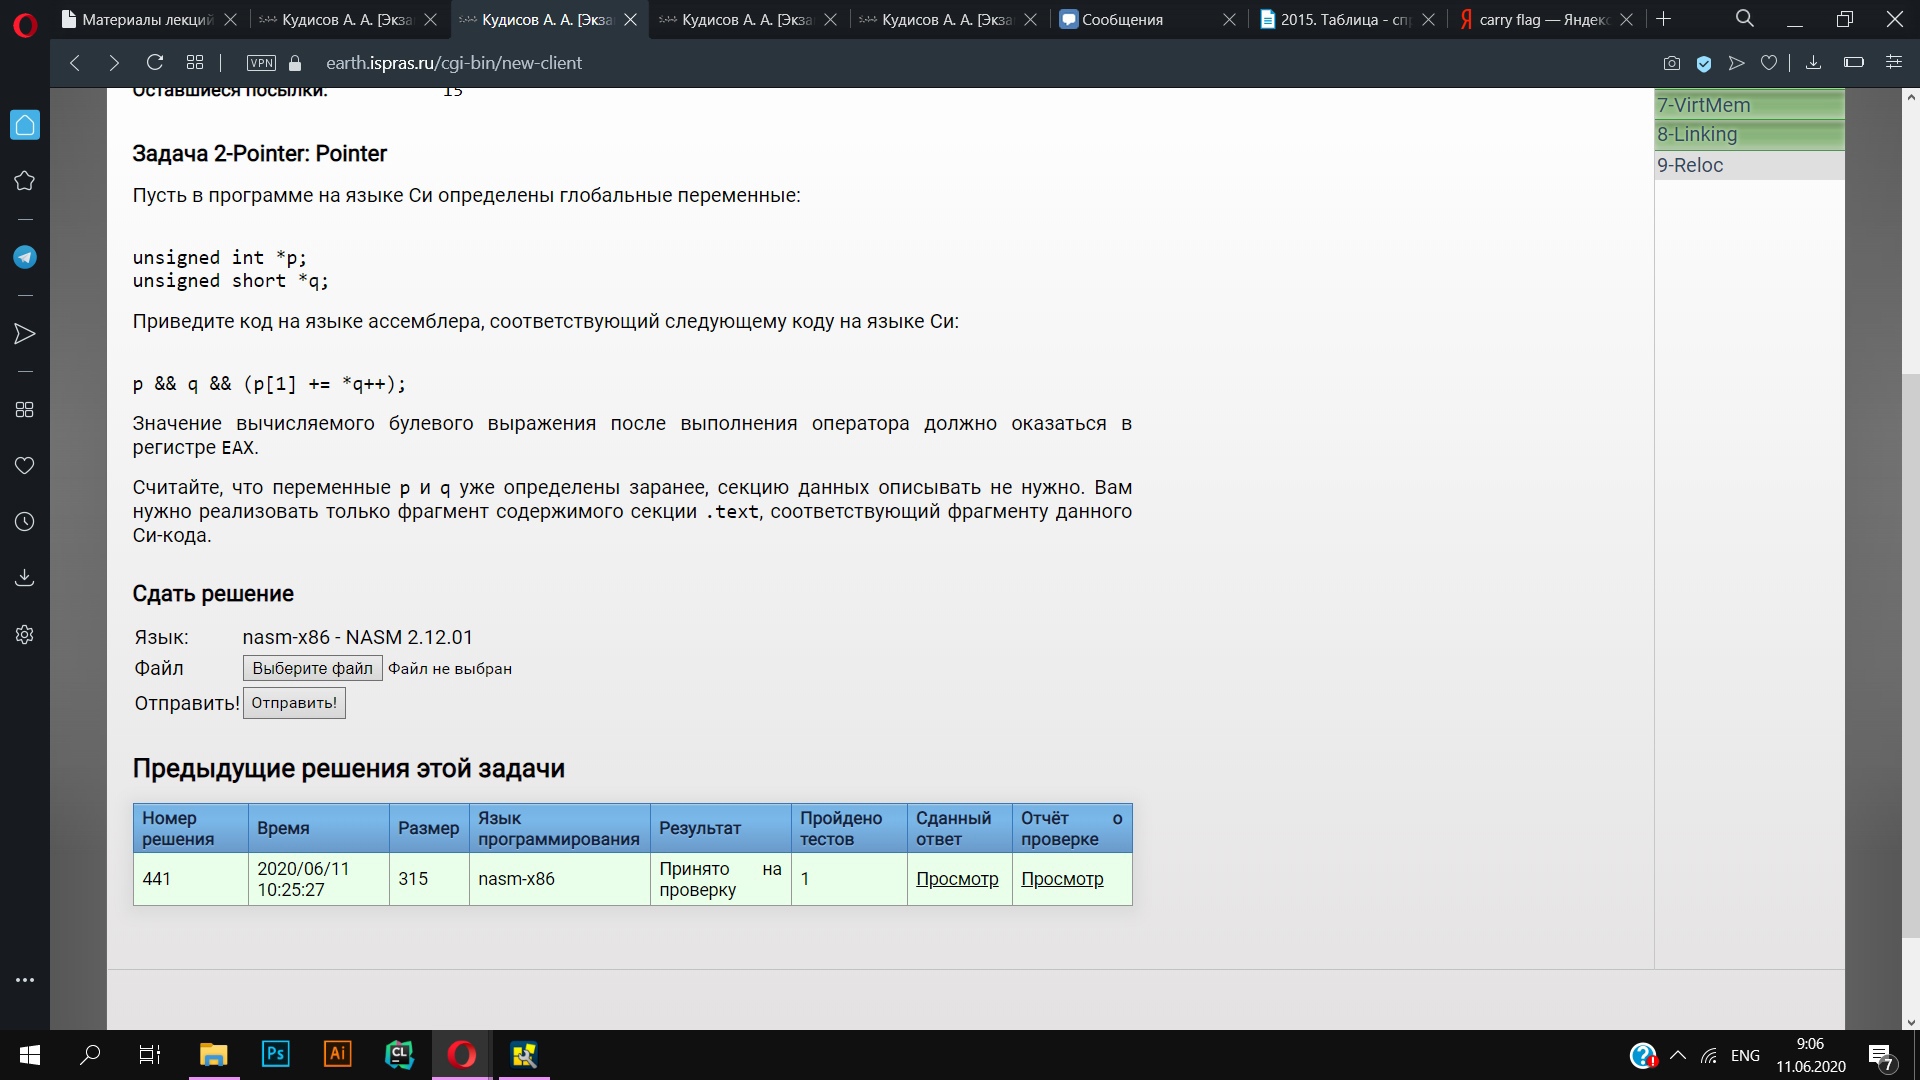 Материалы лекций
Кудисов А. А. [Экза
Кудисов А. А. [Экза
Кудисов А. А. [Экза
Кудисов А. А. [Экза
Сообщения
2015. Таблица - спр
carry flag — Яндекс
VPN
earth.ispras.ru/cgi-bin/new-client
Оставшиеся посылки: 15
7-VirtMem
8-Linking
9-Reloc
Задача 2-Pointer: Pointer
Пусть в программе на языке Си определены глобальные переменные:
unsigned int *p;
unsigned short *q;
Приведите код на языке ассемблера, соответствующий следующему коду на языке Си:
p && q && (p[1] += *q++);
Значение вычисляемого булевого выражения после выполнения оператора должно оказаться в
регистре EAX.
Считайте, что переменные p и q уже определены заранее, секцию данных описывать не нужно. Вам
нужно реализовать только фрагмент содержимого секции .text, соответствующий фрагменту данного
Си-кода.
Сдать решение
Язык: nasm-x86 - NASM 2.12.01
Файл Выберите файл Файл не выбран
Отправить! Отправить!
Предыдущие решения этой задачи
Номер решения Время Размер Язык программирования Результат Пройдено тестов Сданный ответ Отчёт о проверке
441 2020/06/11 10:25:27 315 nasm-x86 Принято на проверку 1 Просмотр Просмотр
Ps
Ai
CL
ENG
9:06
11.06.2020
7